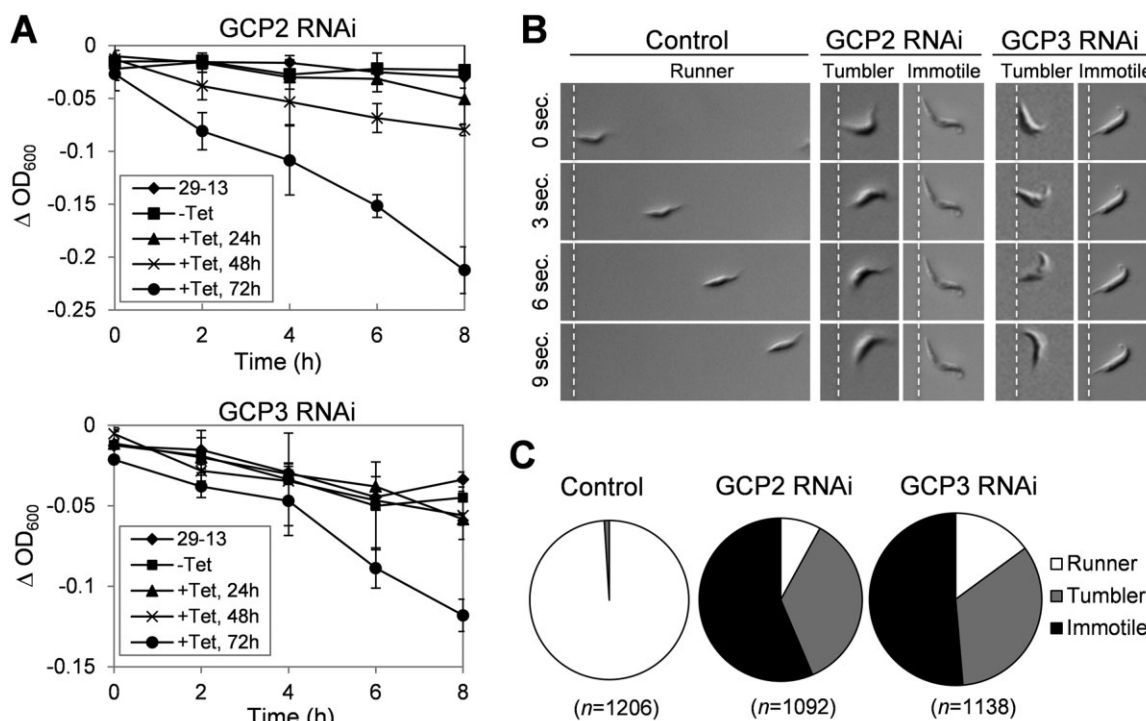 A
GCP2 RNAi
0
-0.05
-0.1
-0.15
-0.2
-0.25
Δ OD600
29-13
-Tet
+Tet, 24h
+Tet, 48h
+Tet, 72h
0 2 4 6 8
Time (h)
GCP3 RNAi
0
-0.05
-0.1
-0.15
Δ OD600
29-13
-Tet
+Tet, 24h
+Tet, 48h
+Tet, 72h
0 2 4 6 8
Time (h)
B
Control GCP2 RNAi GCP3 RNAi
Runner Tumbler Immotile Tumbler Immotile
0 sec.
3 sec.
6 sec.
9 sec.
C
Control GCP2 RNAi GCP3 RNAi
Runner
Tumbler
Immotile
(n=1206) (n=1092) (n=1138)